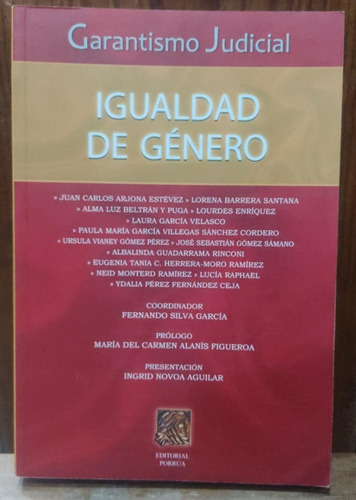 Garantismo Judicial
IGUALDAD
DE GÉNERO
» JUAN CARLOS ARJONA ESTÉVEZ » LORENA BARRERA SANTANA
» ALMA LUZ BELTRÁN Y PUGA » LOURDES ENRÍQUEZ
» LAURA GARCÍA VELASCO
» PAULA MARÍA GARCÍA VILLEGAS SÁNCHEZ CORDERO
» URSULA VIANEY GÓMEZ PÉREZ » JOSÉ SEBASTIÁN GÓMEZ SÁMANO
» ALBALINDA GUADARRAMA RINCONI
» EUGENIA TANIA C. HERRERA-MORO RAMÍREZ
» NEID MONTERD RAMÍREZ » LUCÍA RAPHAEL
» YDALIA PÉREZ FERNÁNDEZ CEJA
COORDINADOR
FERNANDO SILVA GARCÍA
PRÓLOGO
MARÍA DEL CARMEN ALANÍS FIGUEROA
PRESENTACIÓN
INGRID NOVOA AGUILAR
EDITORIAL
PORRÚA